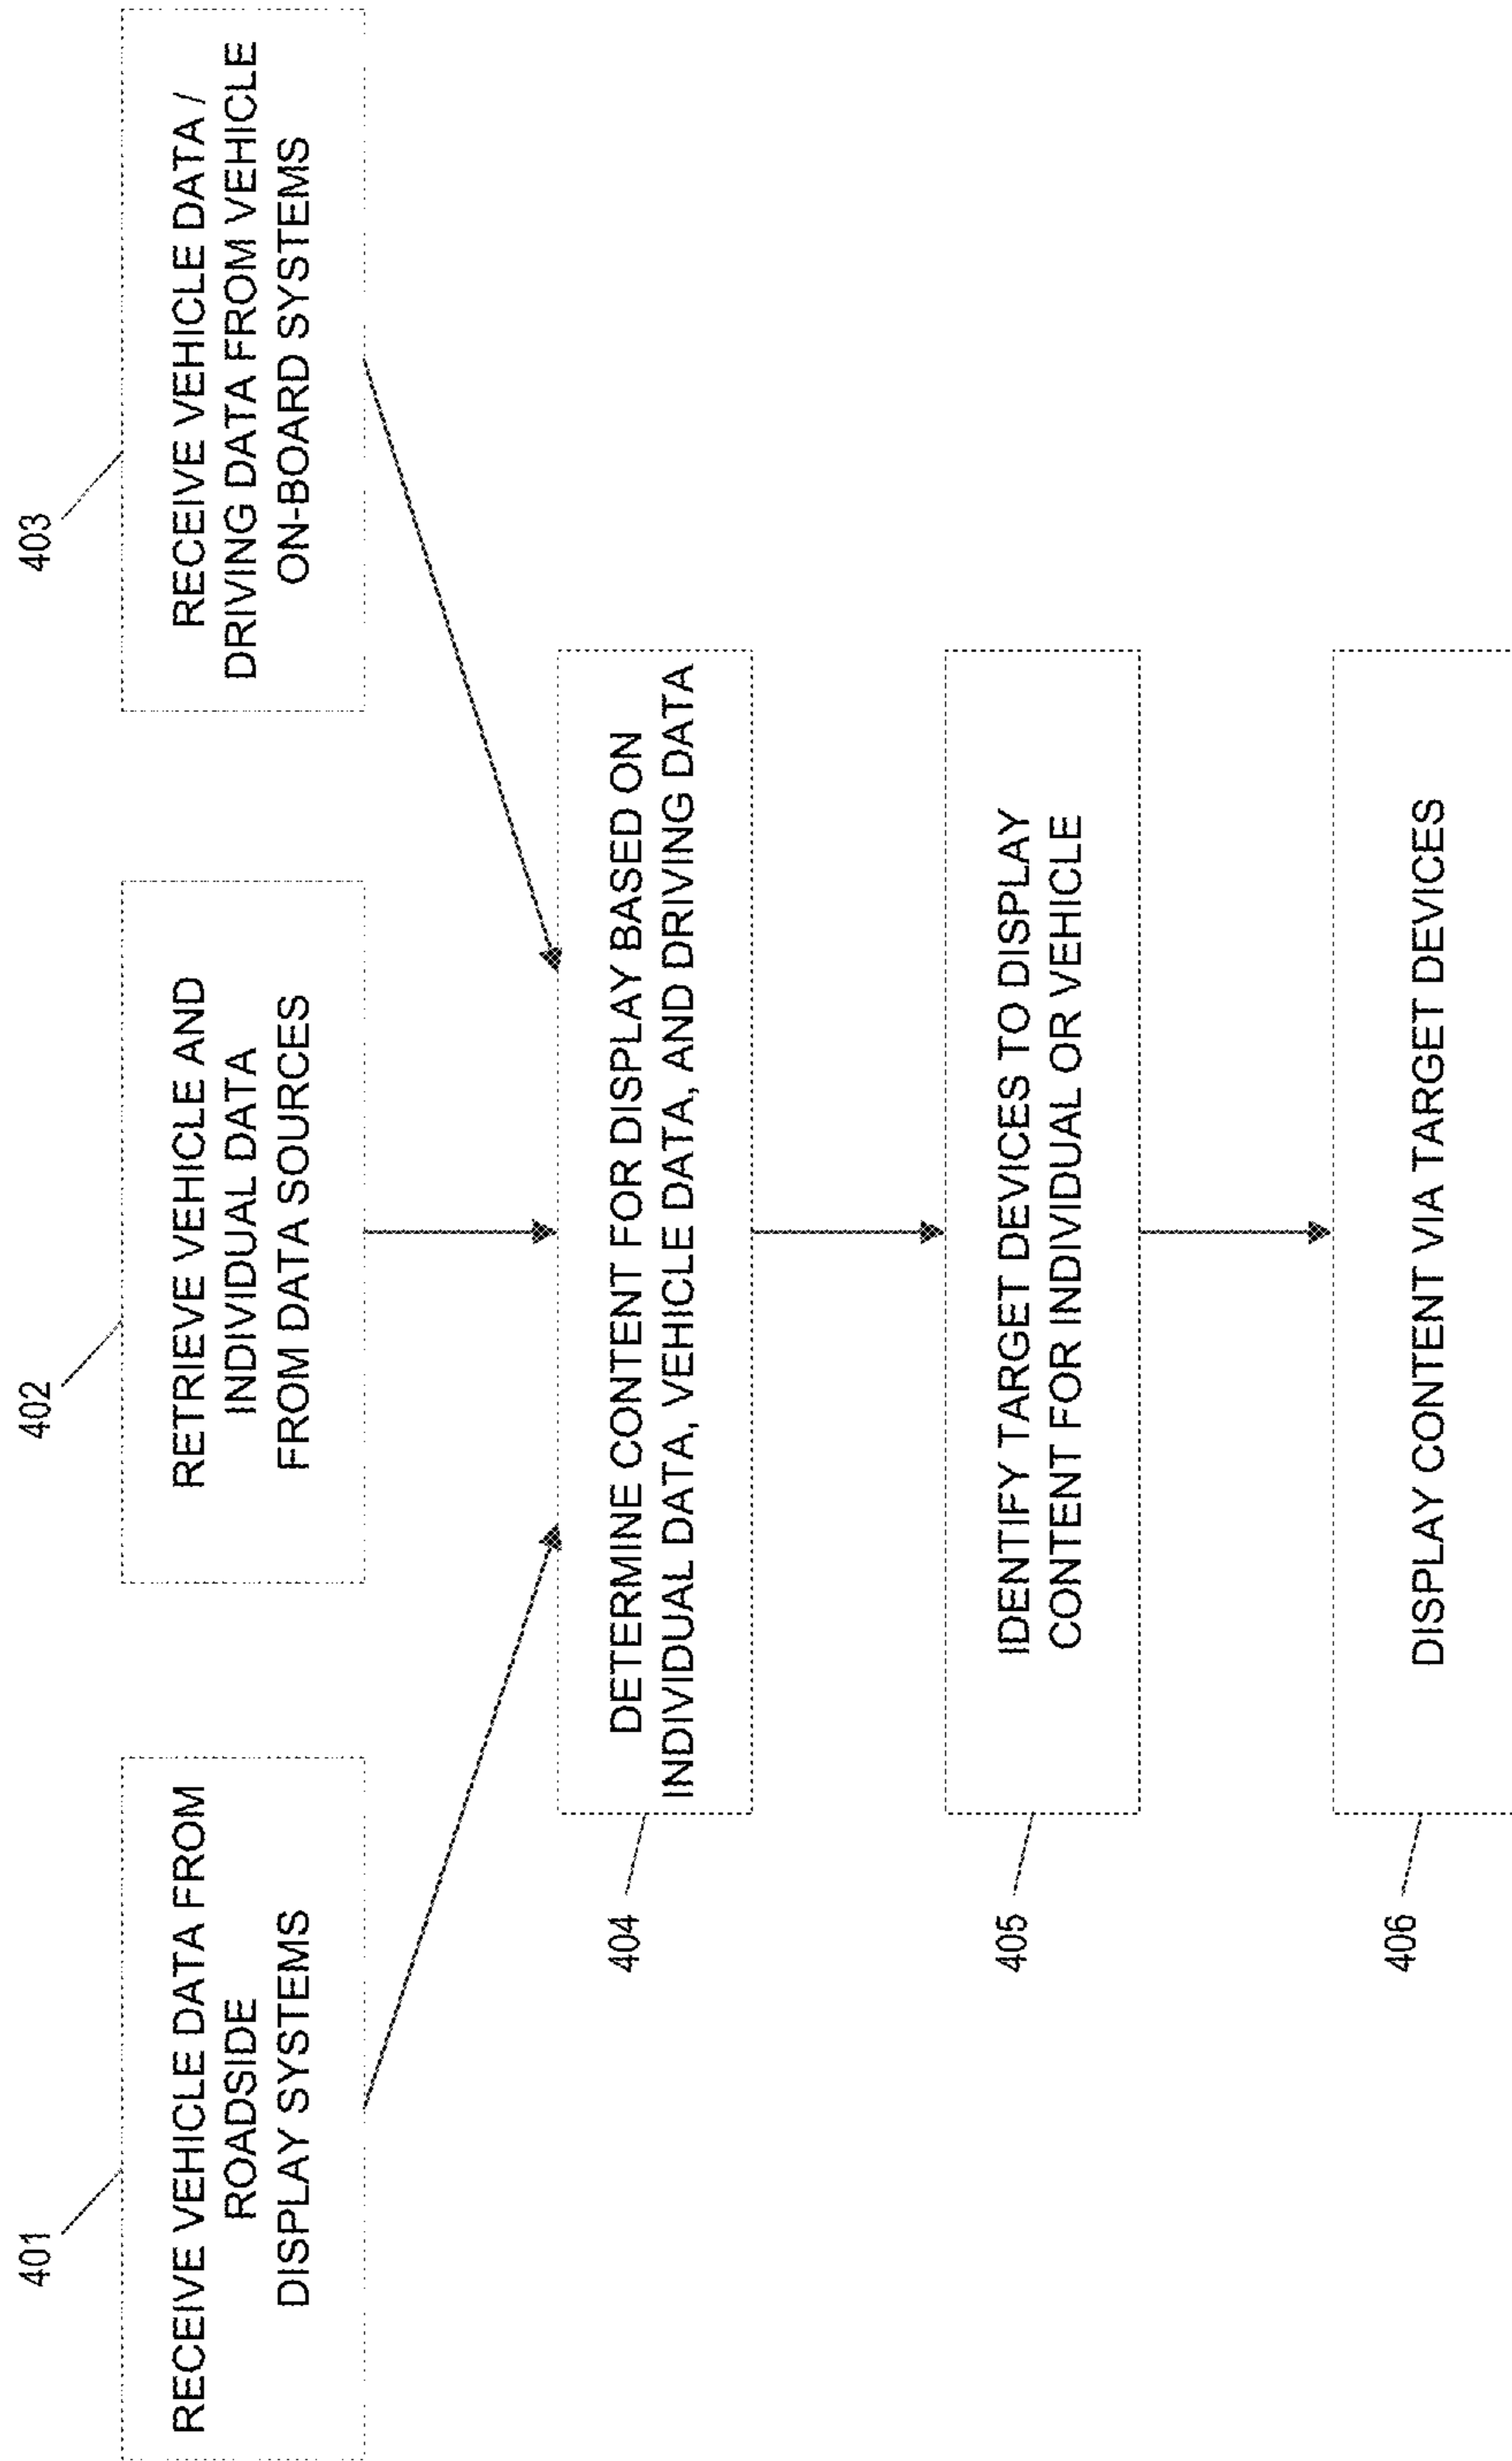 401
RECEIVE VEHICLE DATA FROM
ROADSIDE
DISPLAY SYSTEMS
402
RETRIEVE VEHICLE AND
INDIVIDUAL DATA
FROM DATA SOURCES
403
RECEIVE VEHICLE DATA /
DRIVING DATA FROM VEHICLE
ON-BOARD SYSTEMS
404
DETERMINE CONTENT FOR DISPLAY BASED ON
INDIVIDUAL DATA, VEHICLE DATA, AND DRIVING DATA
405
IDENTIFY TARGET DEVICES TO DISPLAY
CONTENT FOR INDIVIDUAL OR VEHICLE
406
DISPLAY CONTENT VIA TARGET DEVICES